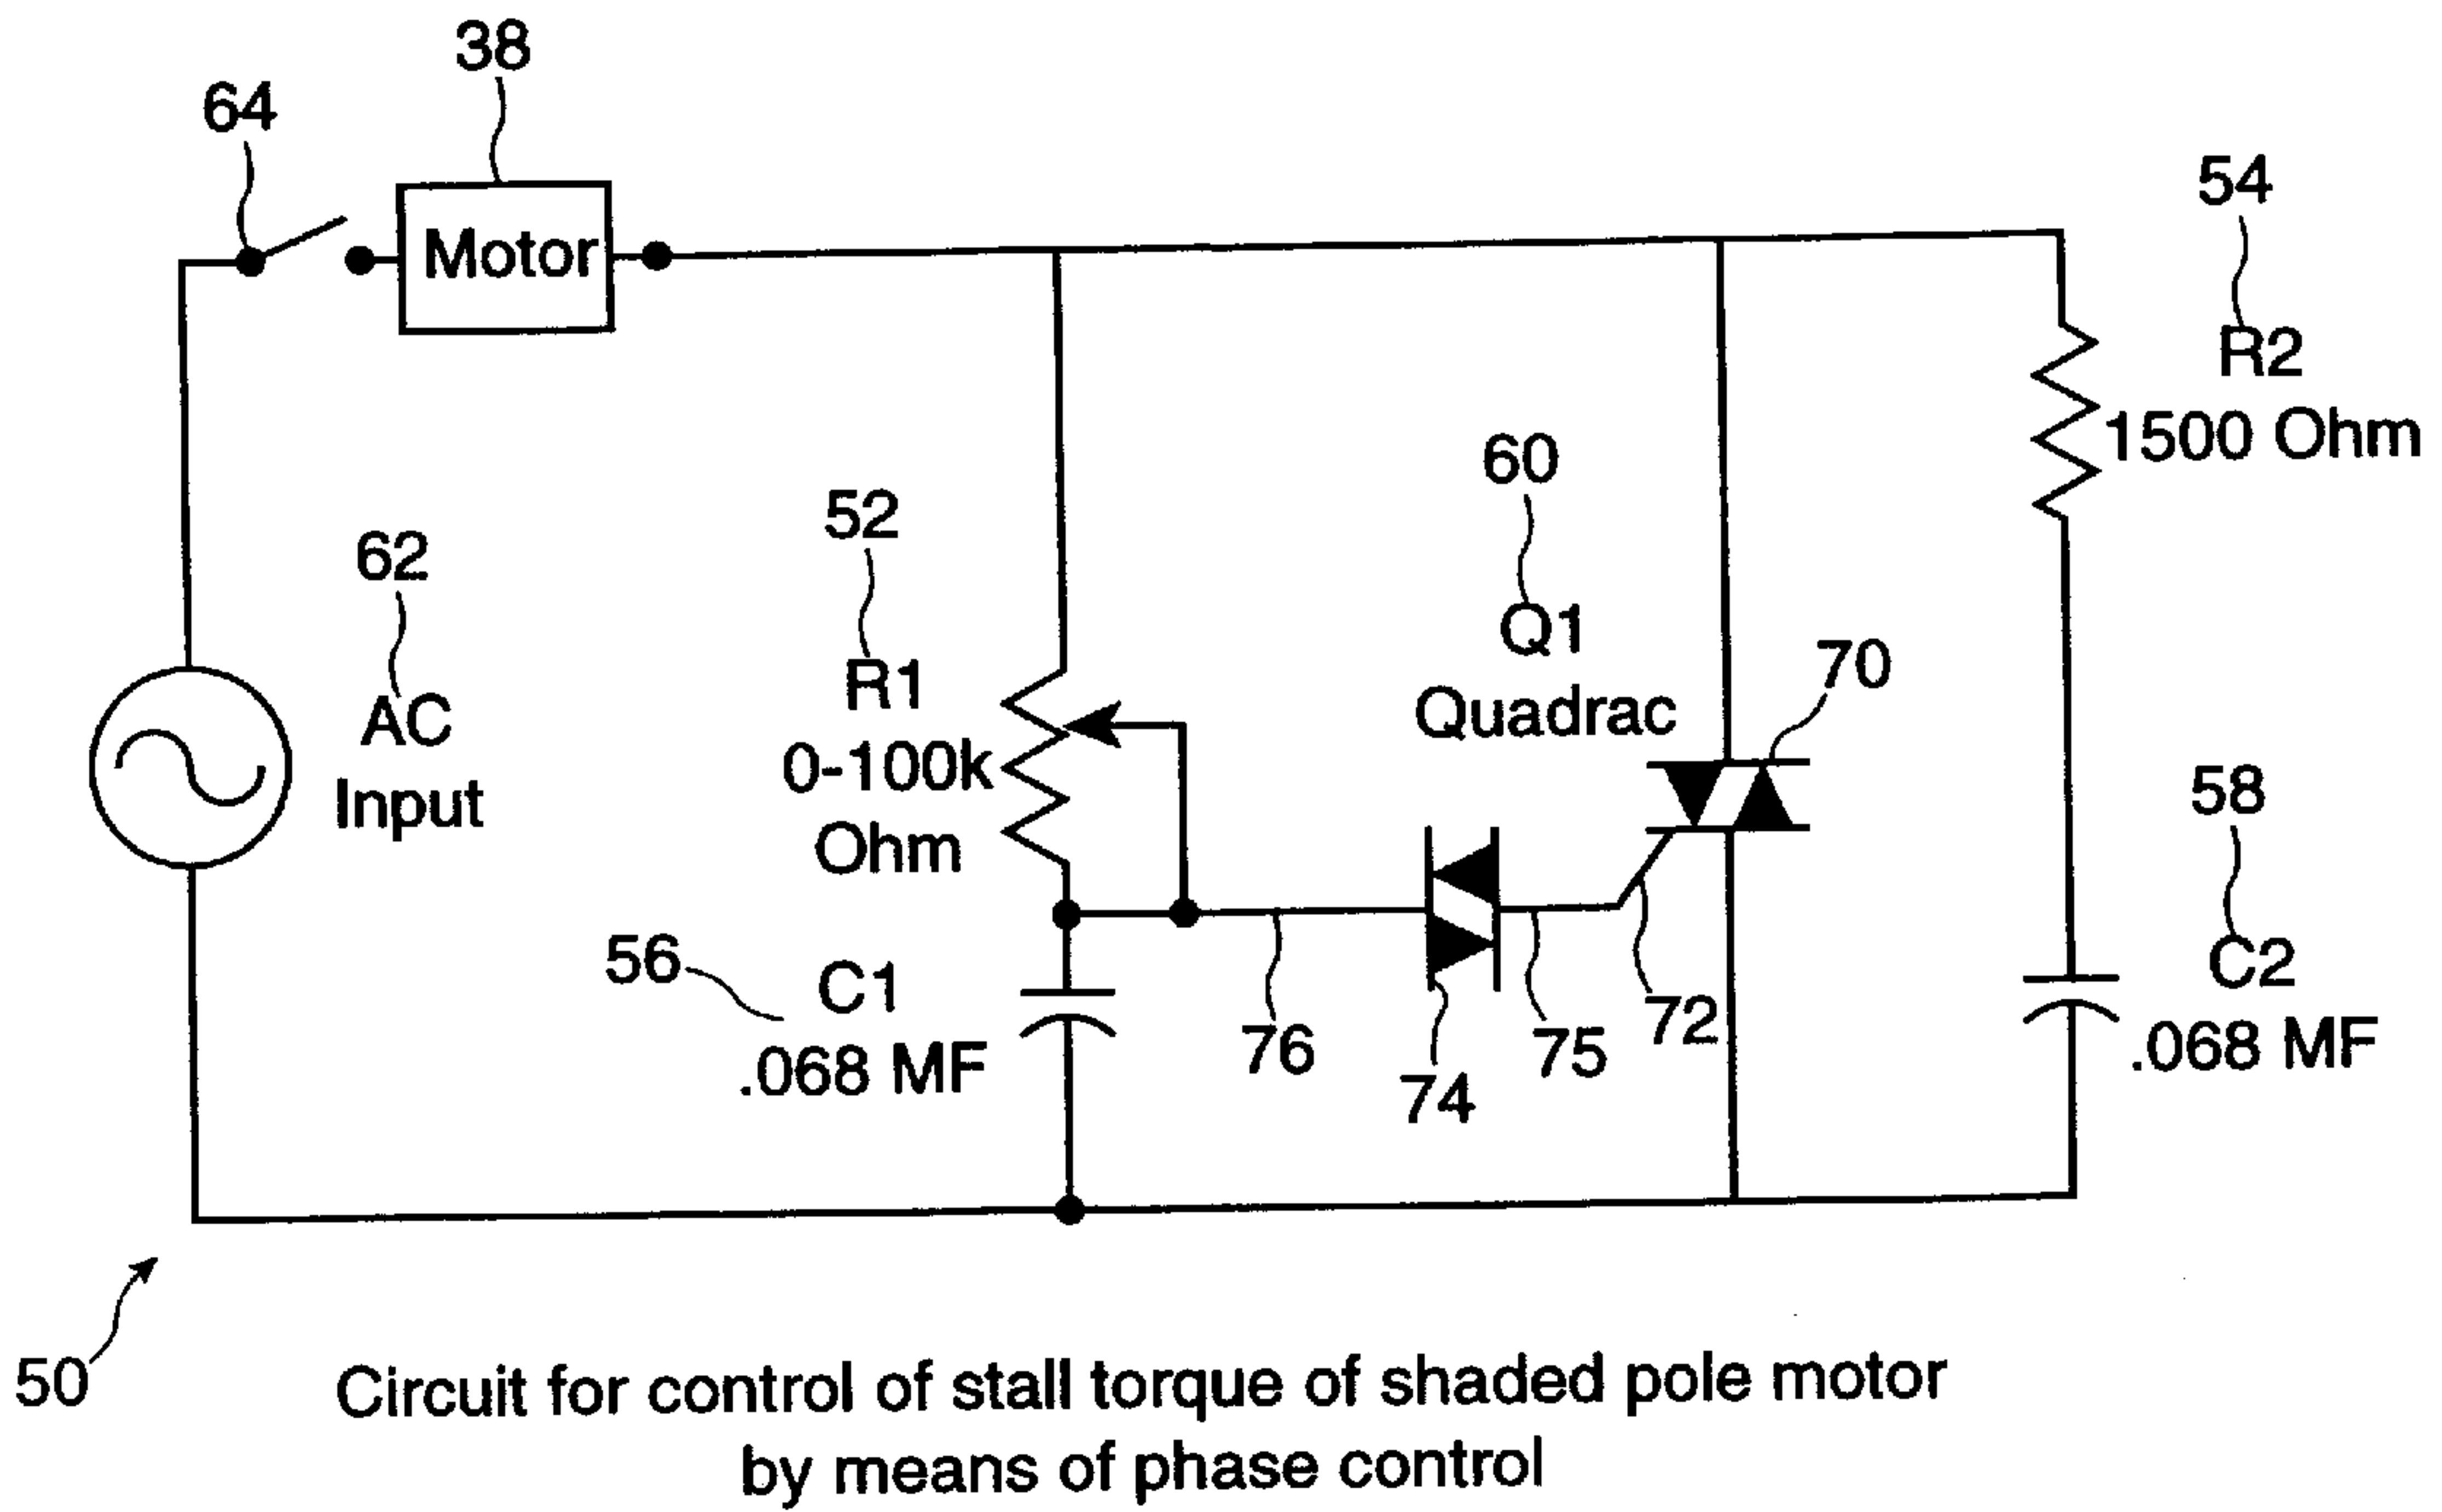 38
64
Motor
54
R2
1500 Ohm
60
Q1
Quadrac
70
52
R1
0-100k
Ohm
62
AC
Input
58
C2
.068 MF
56
C1
.068 MF
76
74
75
72
50
Circuit for control of stall torque of shaded pole motor
by means of phase control